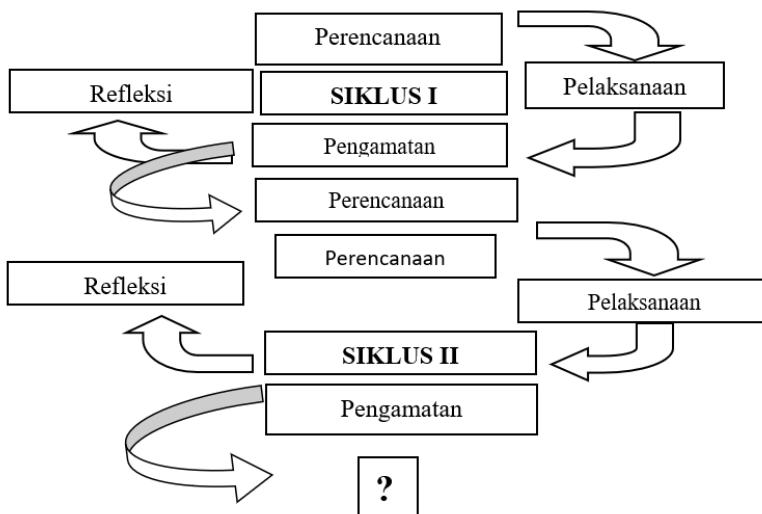 Perencanaan
Refleksi
SIKLUS I
Pelaksanaan
Pengamatan
Perencanaan
Perencanaan
Refleksi
Pelaksanaan
SIKLUS II
Pengamatan
?